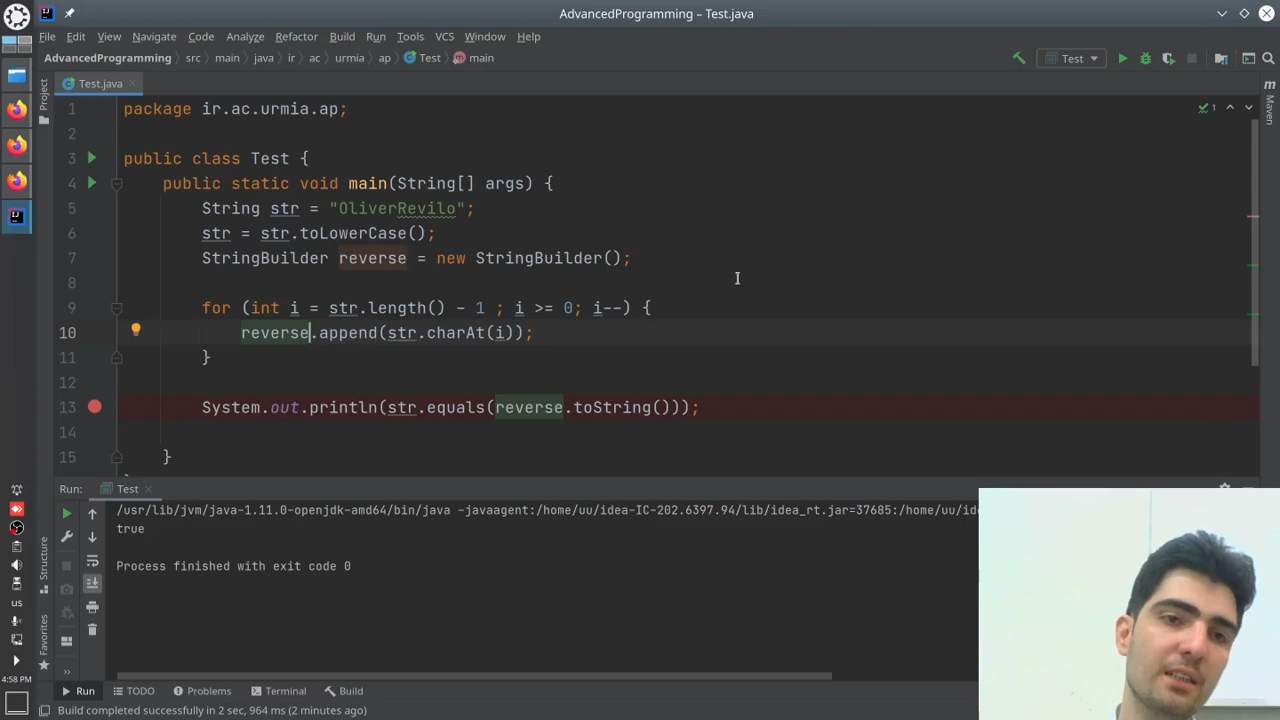 AdvancedProgramming – Test.java
File Edit View Navigate Code Analyze Refactor Build Run Tools VCS Window Help
AdvancedProgramming src main java ir ac urmia ap Test main
Test
Test.java
Project
Maven
1 package ir.ac.urmia.ap;
1
2
3 public class Test {
4 public static void main(String[] args) {
5 String str = "OliverRevilo";
6 str = str.toLowerCase();
7 StringBuilder reverse = new StringBuilder();
8
9 for (int i = str.length() - 1 ; i >= 0; i--) {
10 reverse.append(str.charAt(i));
11 }
12
13 System.out.println(str.equals(reverse.toString()));
14
15 }
Run: Test
/usr/lib/jvm/java-1.11.0-openjdk-amd64/bin/java -javaagent:/home/uu/idea-IC-202.6397.94/lib/idea_rt.jar=37685:/home/uu/id
true
Process finished with exit code 0
Structure
Favorites
us
4:58 PM
Run TODO Problems Terminal Build
Build completed successfully in 2 sec, 964 ms (2 minutes ago)